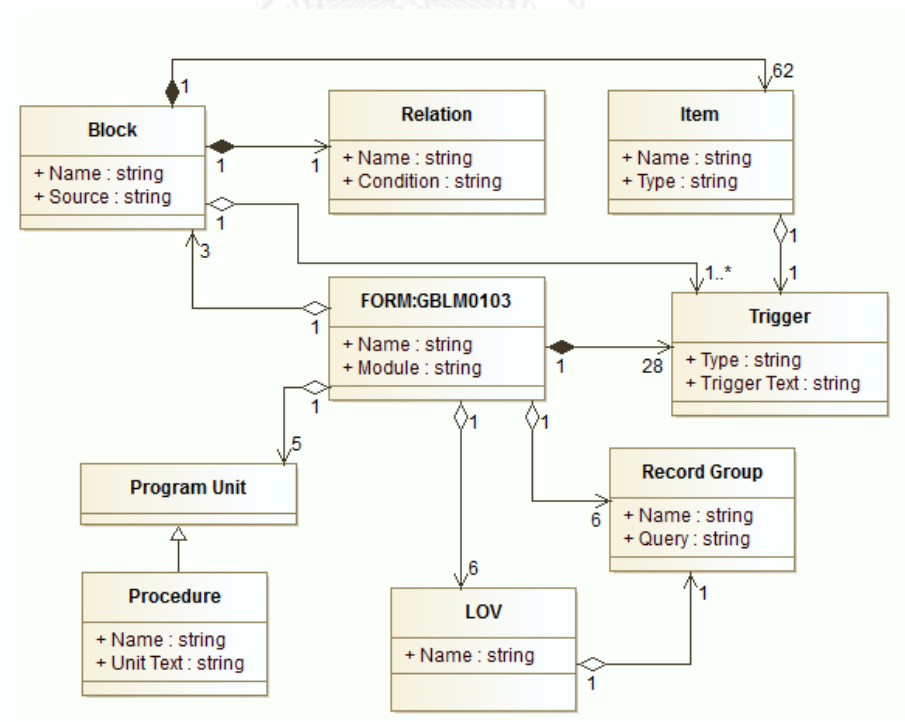 1
62
Block
+ Name : string
+ Source : string
1
1
Relation
+ Name : string
+ Condition : string
Item
+ Name : string
+ Type : string
1
1
1
1..*
3
1
FORM:GBLM0103
+ Name : string
+ Module : string
1
28
Trigger
+ Type : string
+ Trigger Text : string
1
5
1
1
Program Unit
6
Record Group
+ Name : string
+ Query : string
Procedure
+ Name : string
+ Unit Text : string
6
LOV
+ Name : string
1
1